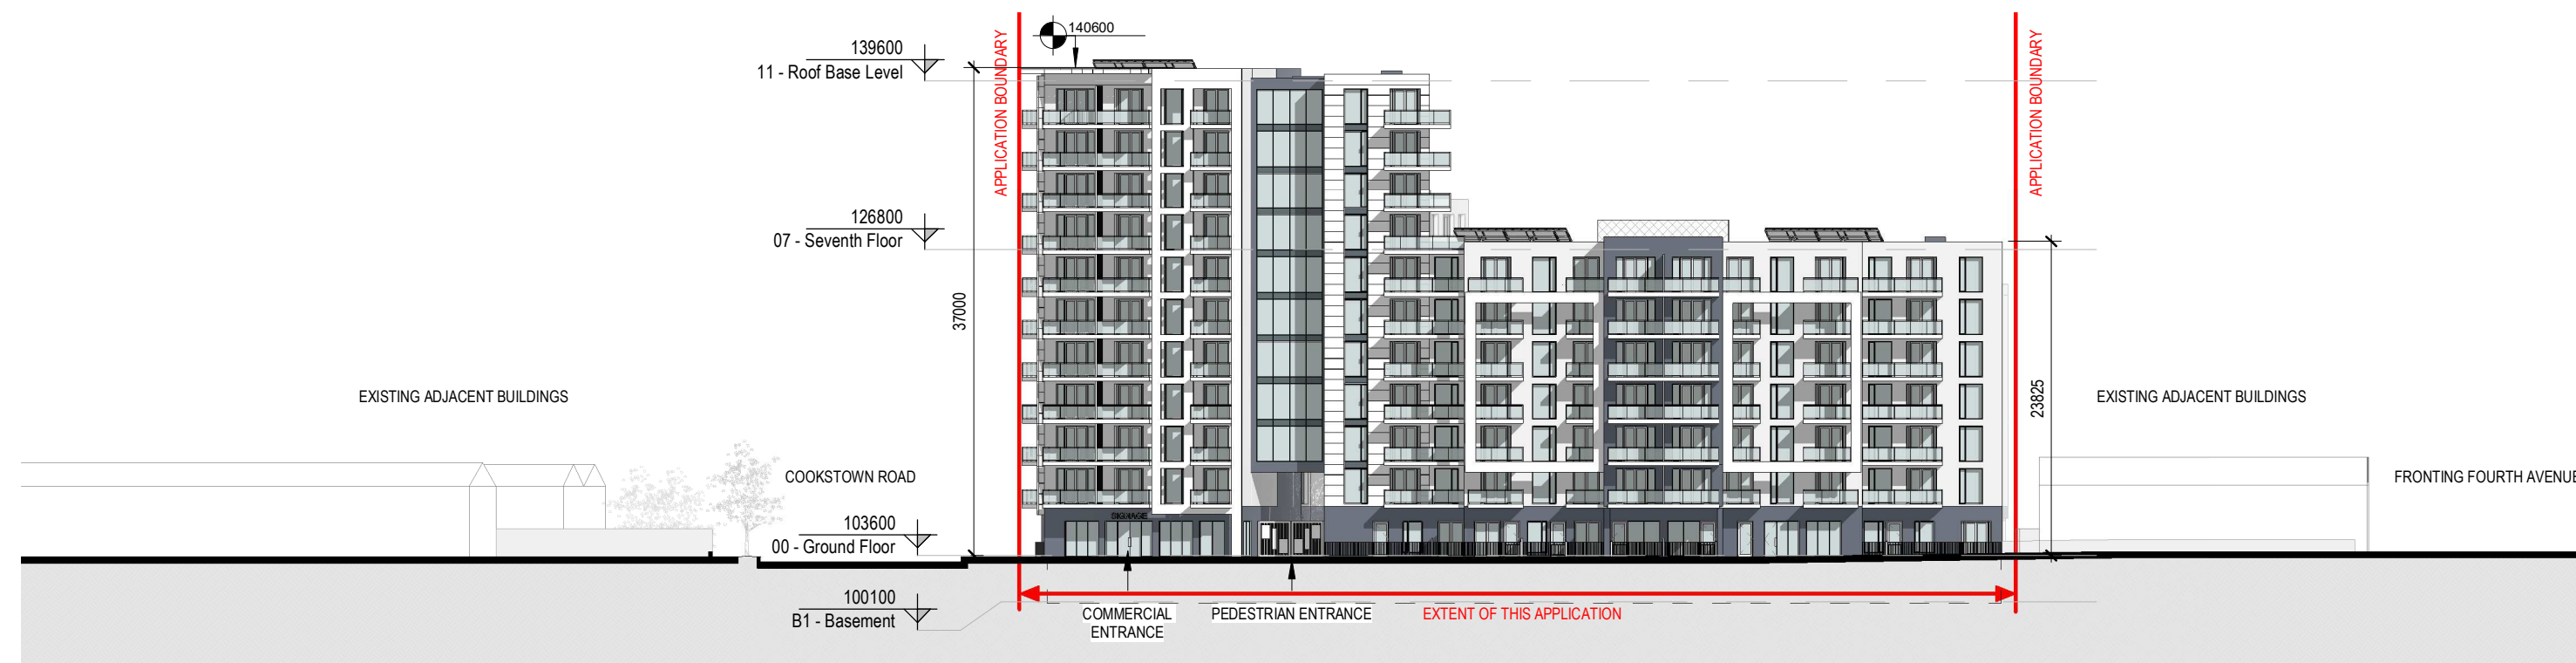 140600
139600
11 - Roof Base Level
APPLICATION BOUNDARY
APPLICATION BOUNDARY
126800
07 - Seventh Floor
37000
23825
EXISTING ADJACENT BUILDINGS
EXISTING ADJACENT BUILDINGS
COOKSTOWN ROAD
FRONTING FOURTH AVENUE
SIGNAGE
103600
00 - Ground Floor
100100
B1 - Basement
COMMERCIAL
ENTRANCE
PEDESTRIAN ENTRANCE
EXTENT OF THIS APPLICATION